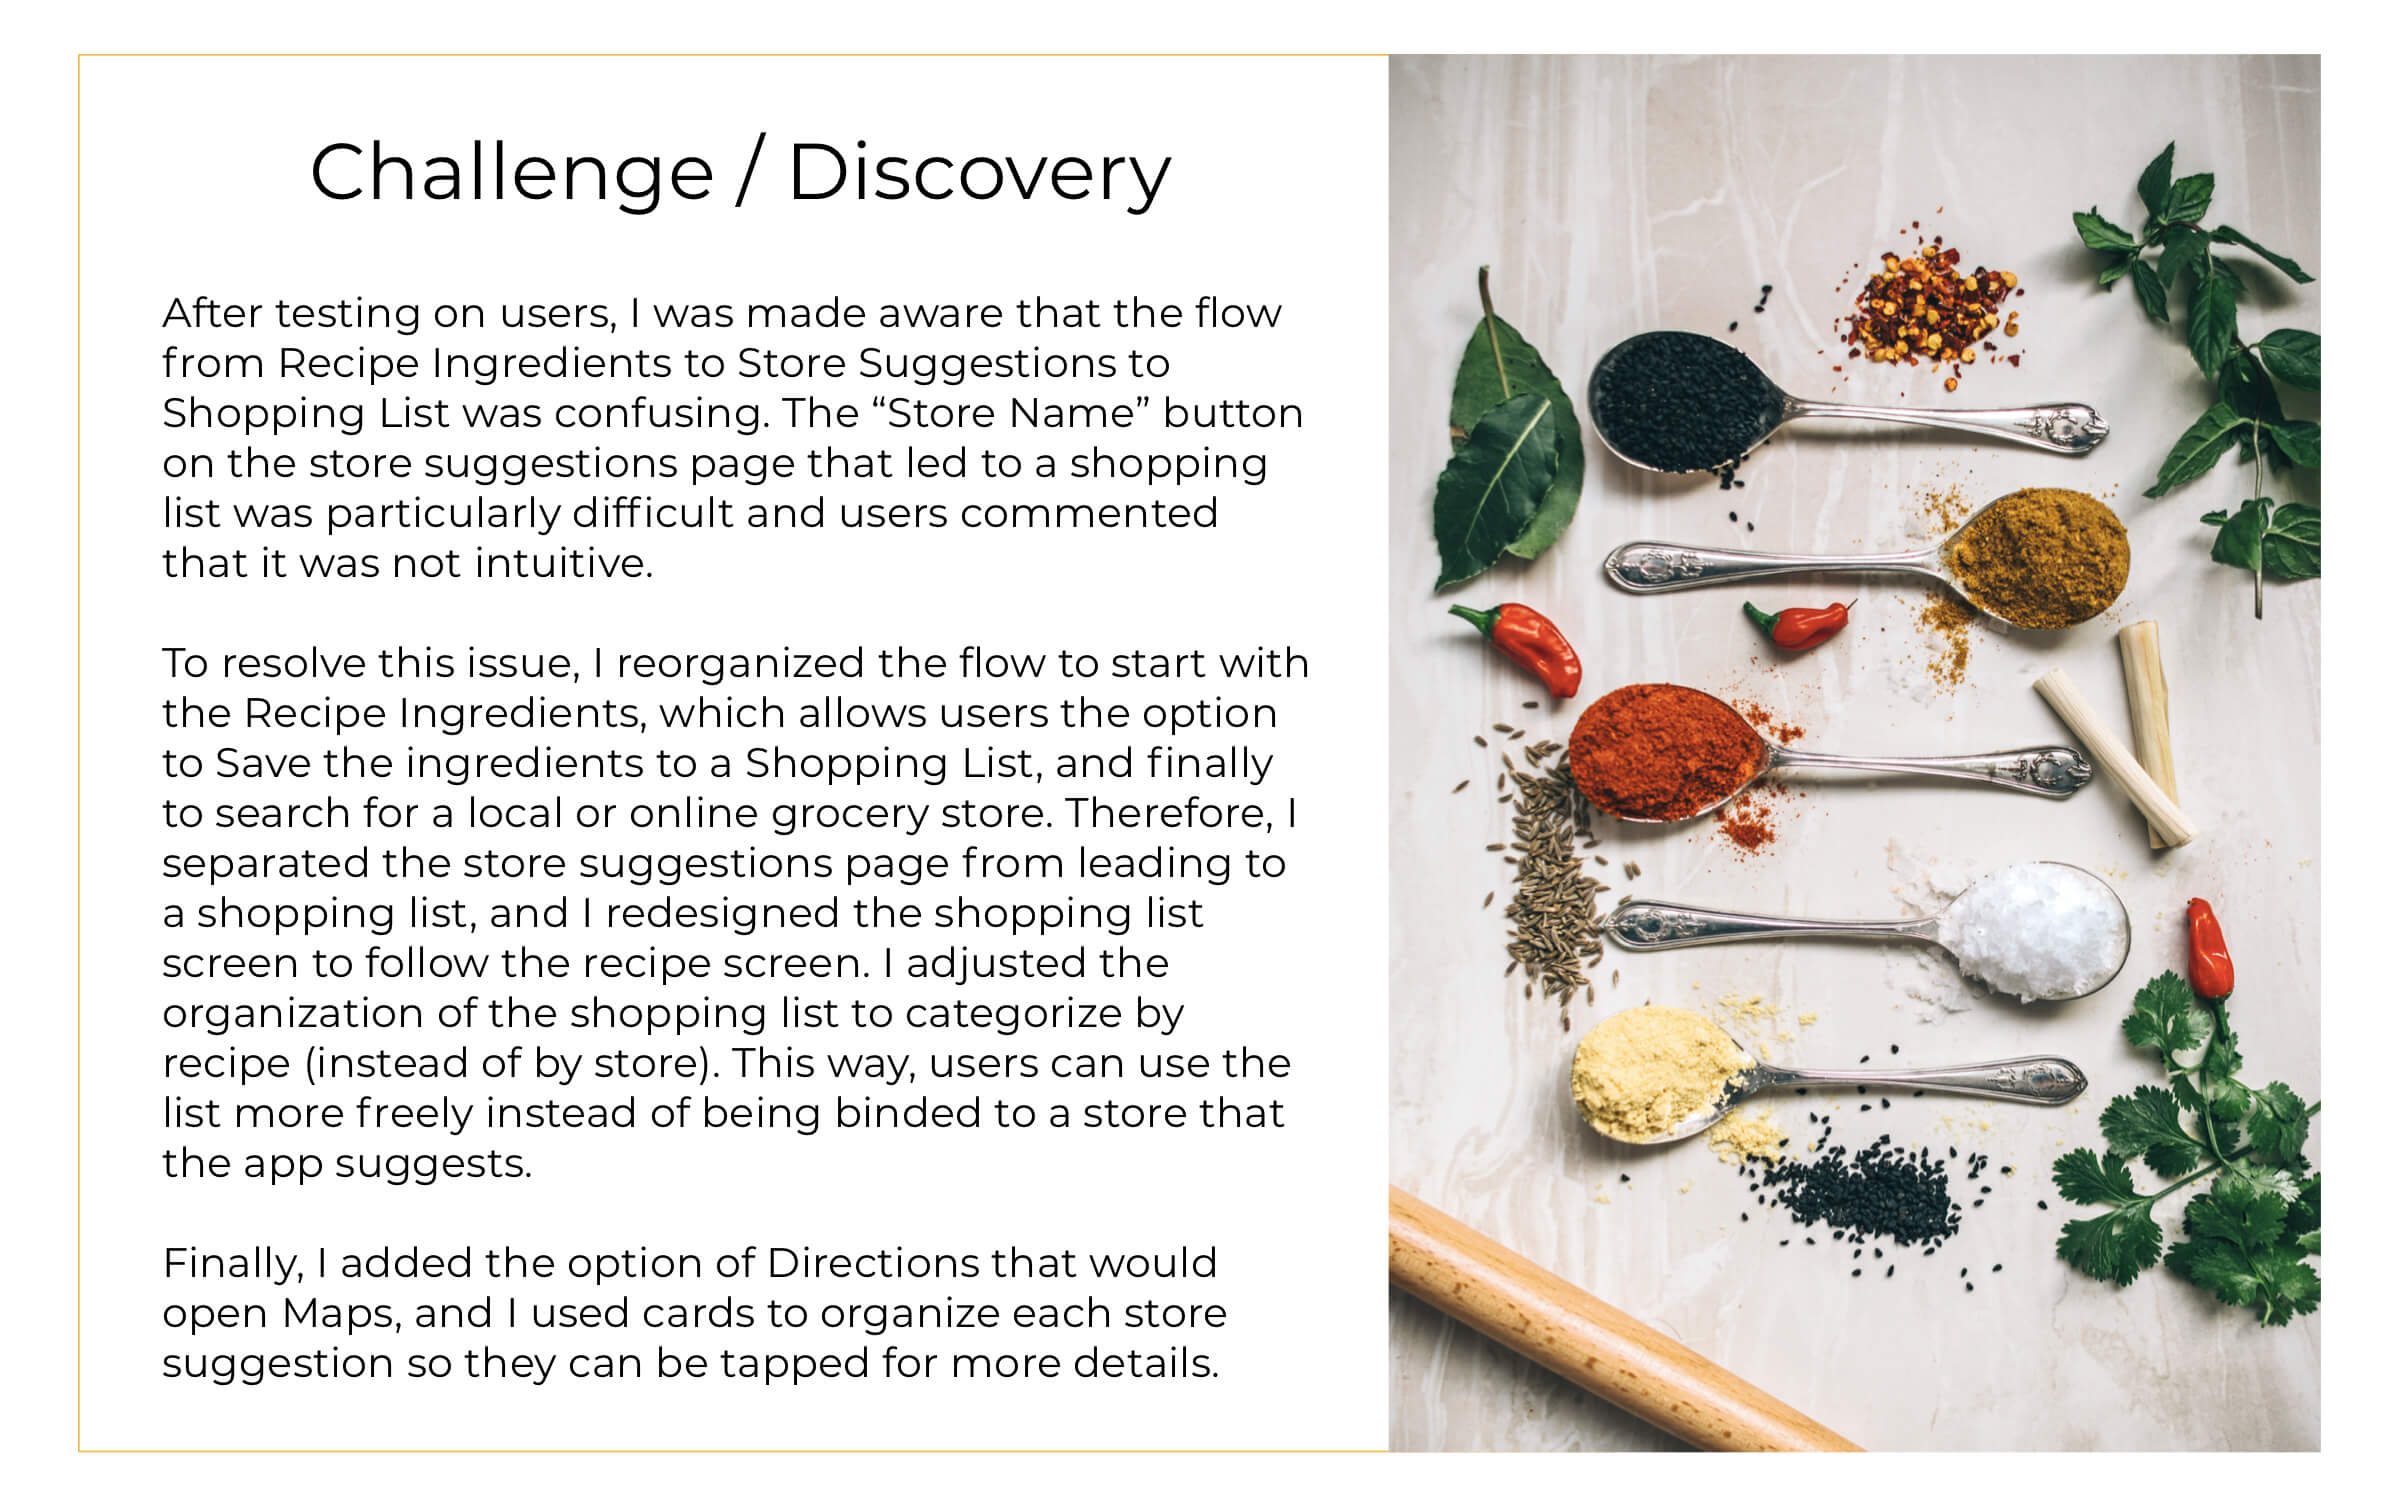 Challenge / Discovery
After testing on users, I was made aware that the flow
from Recipe Ingredients to Store Suggestions to
Shopping List was confusing. The “Store Name” button
on the store suggestions page that led to a shopping
list was particularly difficult and users commented
that it was not intuitive.
To resolve this issue, I reorganized the flow to start with
the Recipe Ingredients, which allows users the option
to Save the ingredients to a Shopping List, and finally
to search for a local or online grocery store. Therefore, I
separated the store suggestions page from leading to
a shopping list, and I redesigned the shopping list
screen to follow the recipe screen. I adjusted the
organization of the shopping list to categorize by
recipe (instead of by store). This way, users can use the
list more freely instead of being binded to a store that
the app suggests.
Finally, I added the option of Directions that would
open Maps, and I used cards to organize each store
suggestion so they can be tapped for more details.